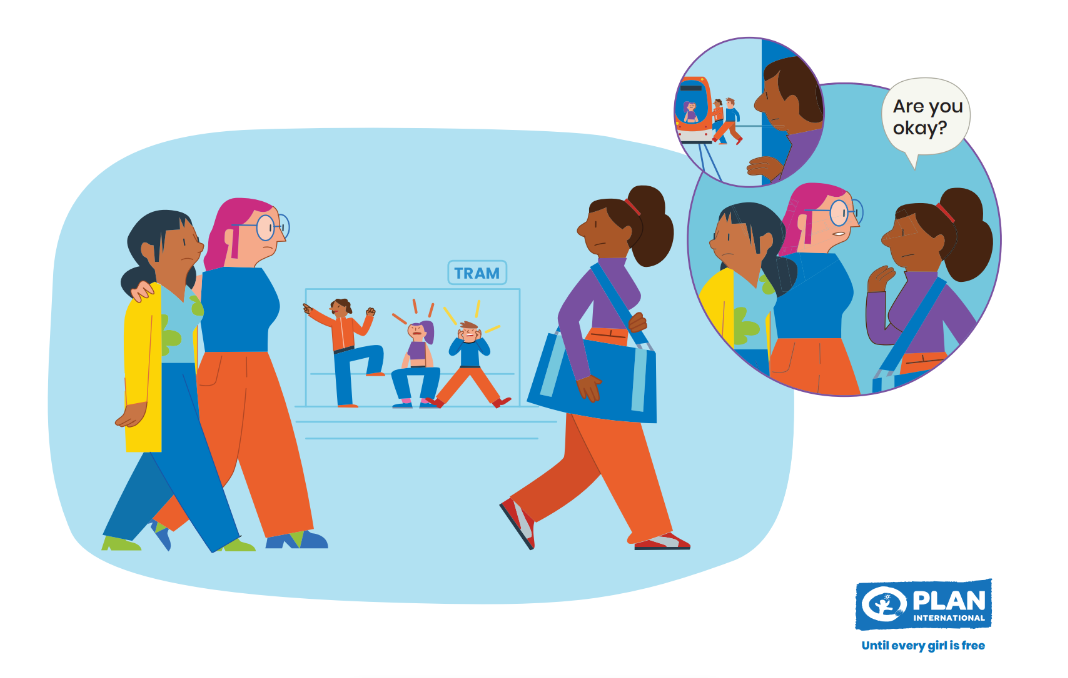 Are you
okay?
TRAM
PLAN
INTERNATIONAL
Until every girl is free